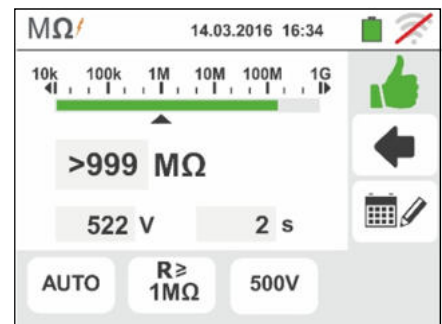 MΩ 14.03.2016 16:34
10k 100k 1M 10M 100M 1G
>999 MΩ
522 V 2 s
AUTO R≥ 1MΩ 500V